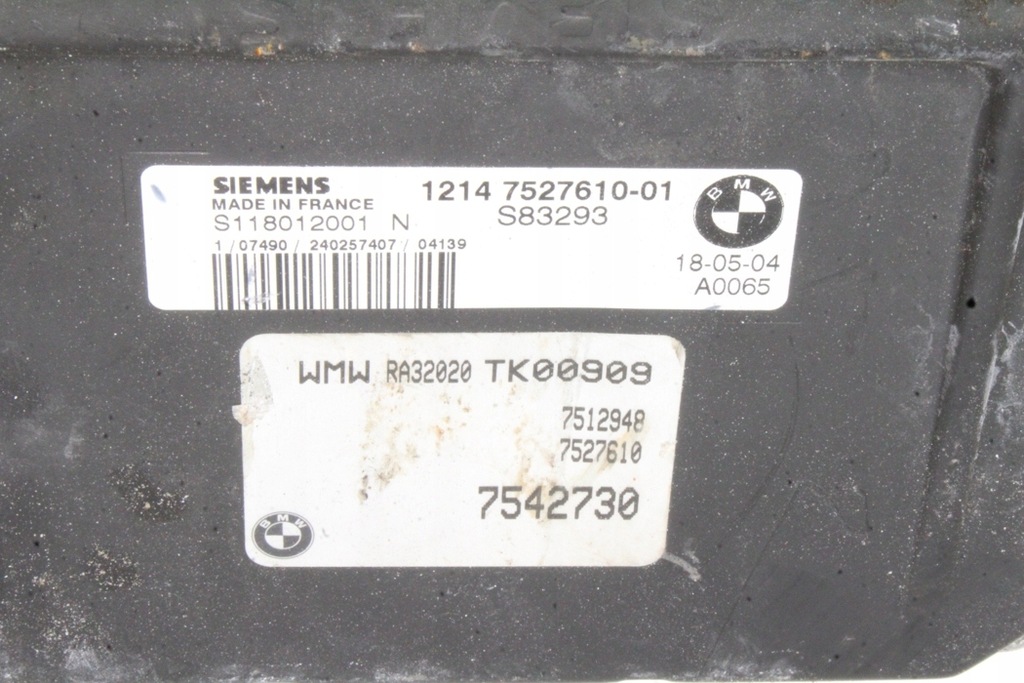 SIEMENS 1214 7527610-01
MADE IN FRANCE
S118012001 N S83293
1/07490/240257407/04139
BMW
18-05-04
A0065
WMW RA32020 TK00909
7512948
7527610
7542730
BMW